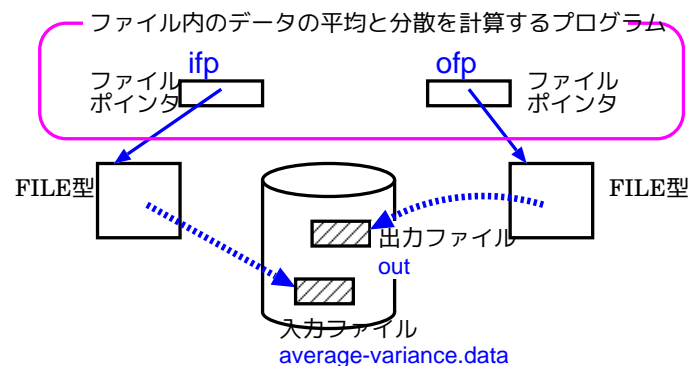 ファイル内のデータの平均と分散を計算するプログラム
ifp
ofp
ファイル
ポインタ
ファイル
ポインタ
FILE型
FILE型
出力ファイル
out
入力ファイル
average-variance.data